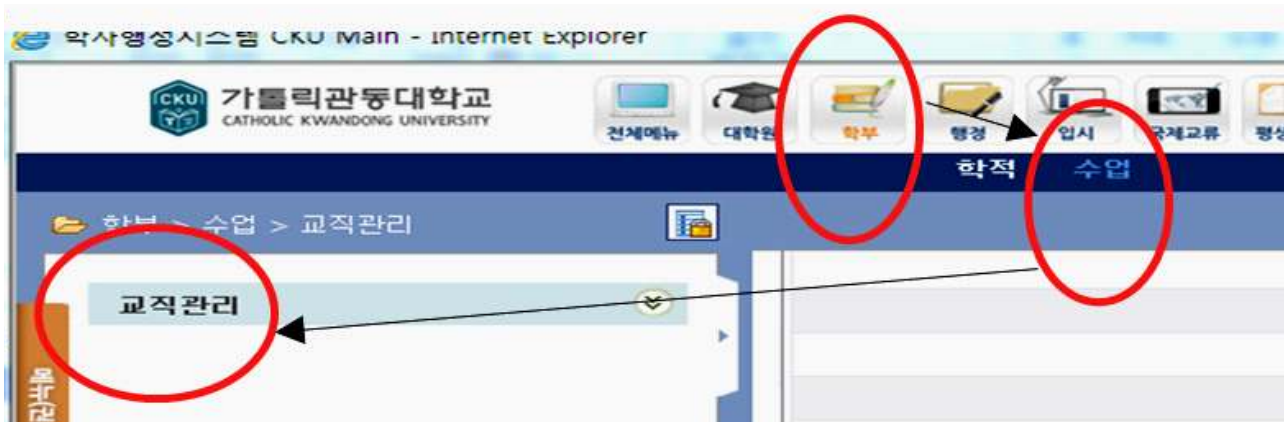 학사행정시스템 CKU Main - Internet Explorer
CKU
가톨릭관동대학교
CATHOLIC KWANDONG UNIVERSITY
전체메뉴 대학원 학부 행정 입시 국제교류 평생
학적 수업
학부 > 수업 > 교직관리
교직관리